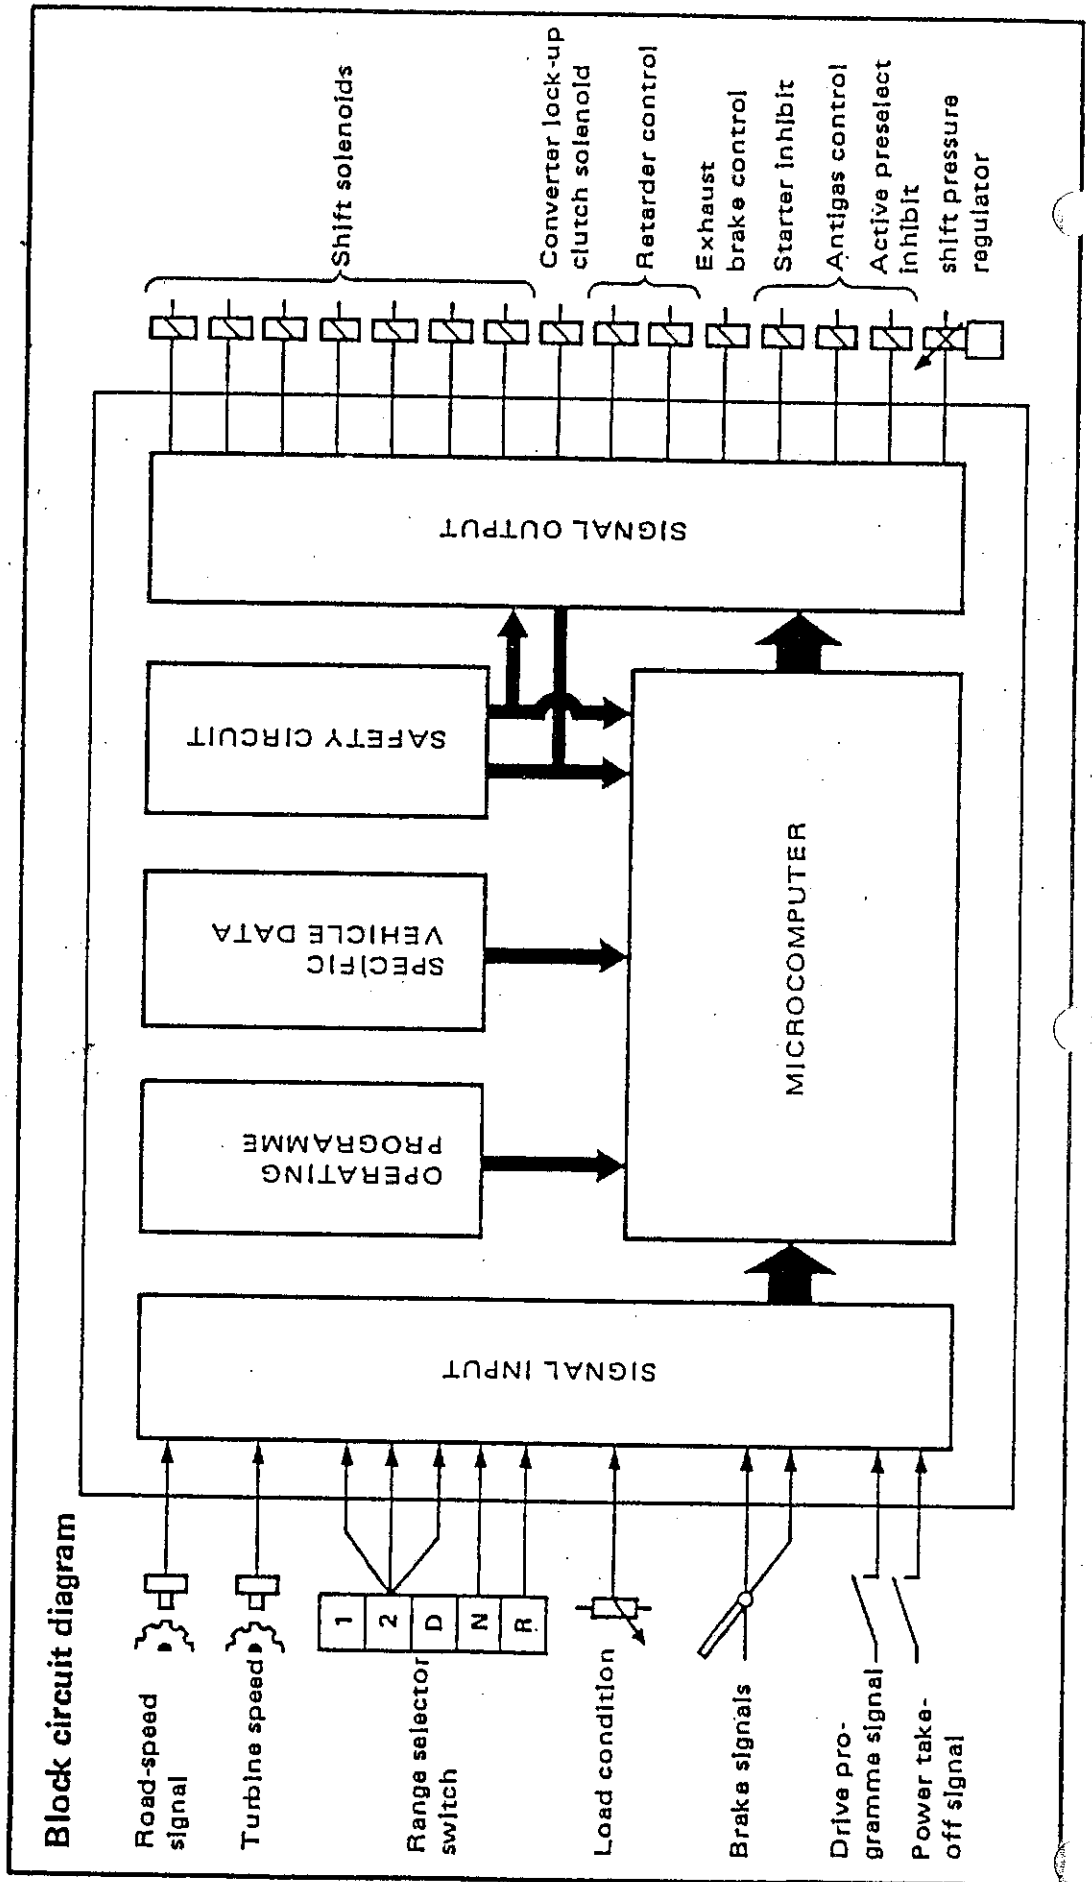 Block circuit diagram
Road-speed
signal
Turbine speed
1
2
D
N
R
Range selector
switch
Load condition
Brake signals
Drive pro-
gramme signal
Power take-
off signal
SIGNAL INPUT
OPERATING
PROGRAMME
SPECIFIC
VEHICLE DATA
SAFETY CIRCUIT
MICROCOMPUTER
SIGNAL OUTPUT
Shift solenoids
Converter lock-up
clutch solenoid
Retarder control
Exhaust
brake control
Starter inhibit
Antigas control
Active preselect
inhibit
shift pressure
regulator